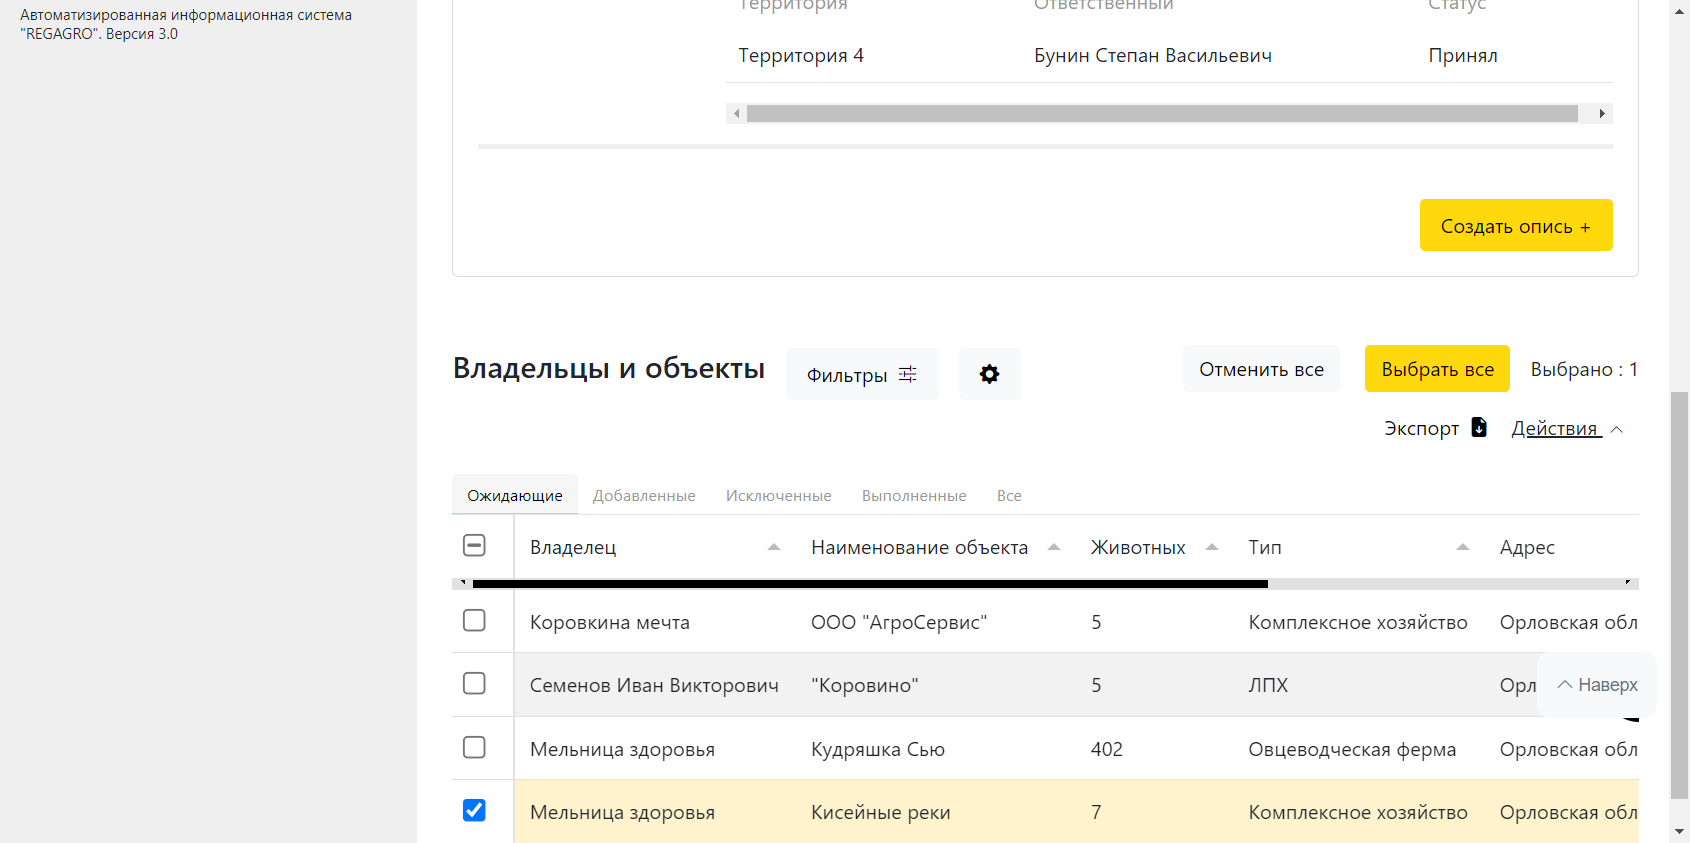 Автоматизированная информационная система
"REGAGRO". Версия 3.0
Территория Ответственный Статус
Территория 4 Бунин Степан Васильевич Принял
Создать опись +
Владельцы и объекты Фильтры Отменить все Выбрать все Выбрано : 1
Экспорт Действия
Ожидающие Добавленные Исключенные Выполненные Все
Владелец Наименование объекта Животных Тип Адрес
Коровкина мечта ООО "АгроСервис" 5 Комплексное хозяйство Орловская обл
Семенов Иван Викторович "Коровино" 5 ЛПХ Орл Наверх
Мельница здоровья Кудряшка Сью 402 Овцеводческая ферма Орловская обл
Мельница здоровья Кисейные реки 7 Комплексное хозяйство Орловская обл